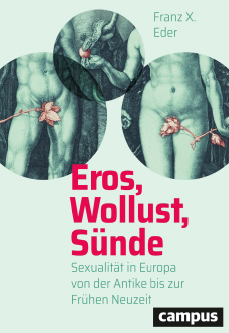 Franz X.
Eder
Eros,
Wollust,
Sünde
Sexualität in Europa
von der Antike bis zur
Frühen Neuzeit
campus